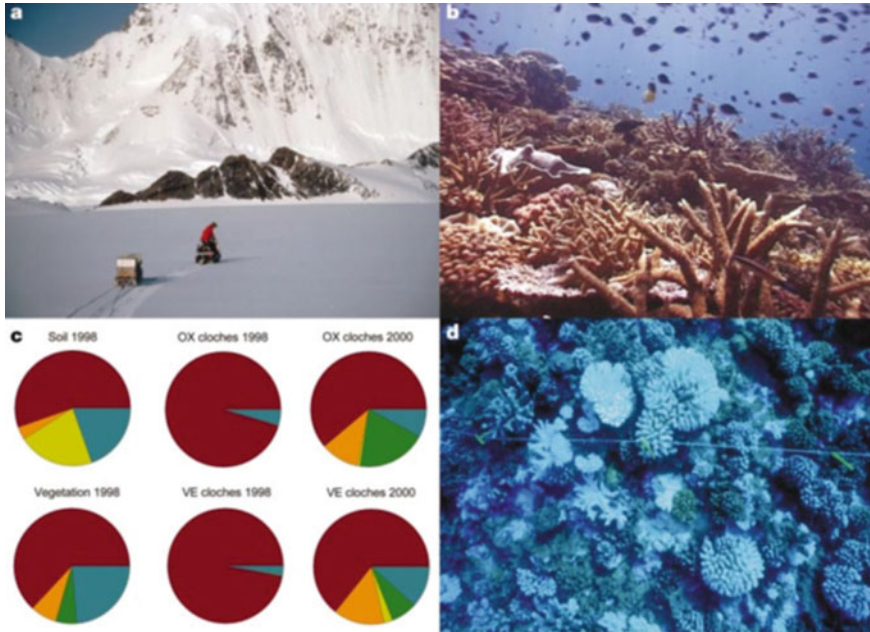 a
b
c
Soil 1998
OX cloches 1998
OX cloches 2000
Vegetation 1998
VE cloches 1998
VE cloches 2000
d